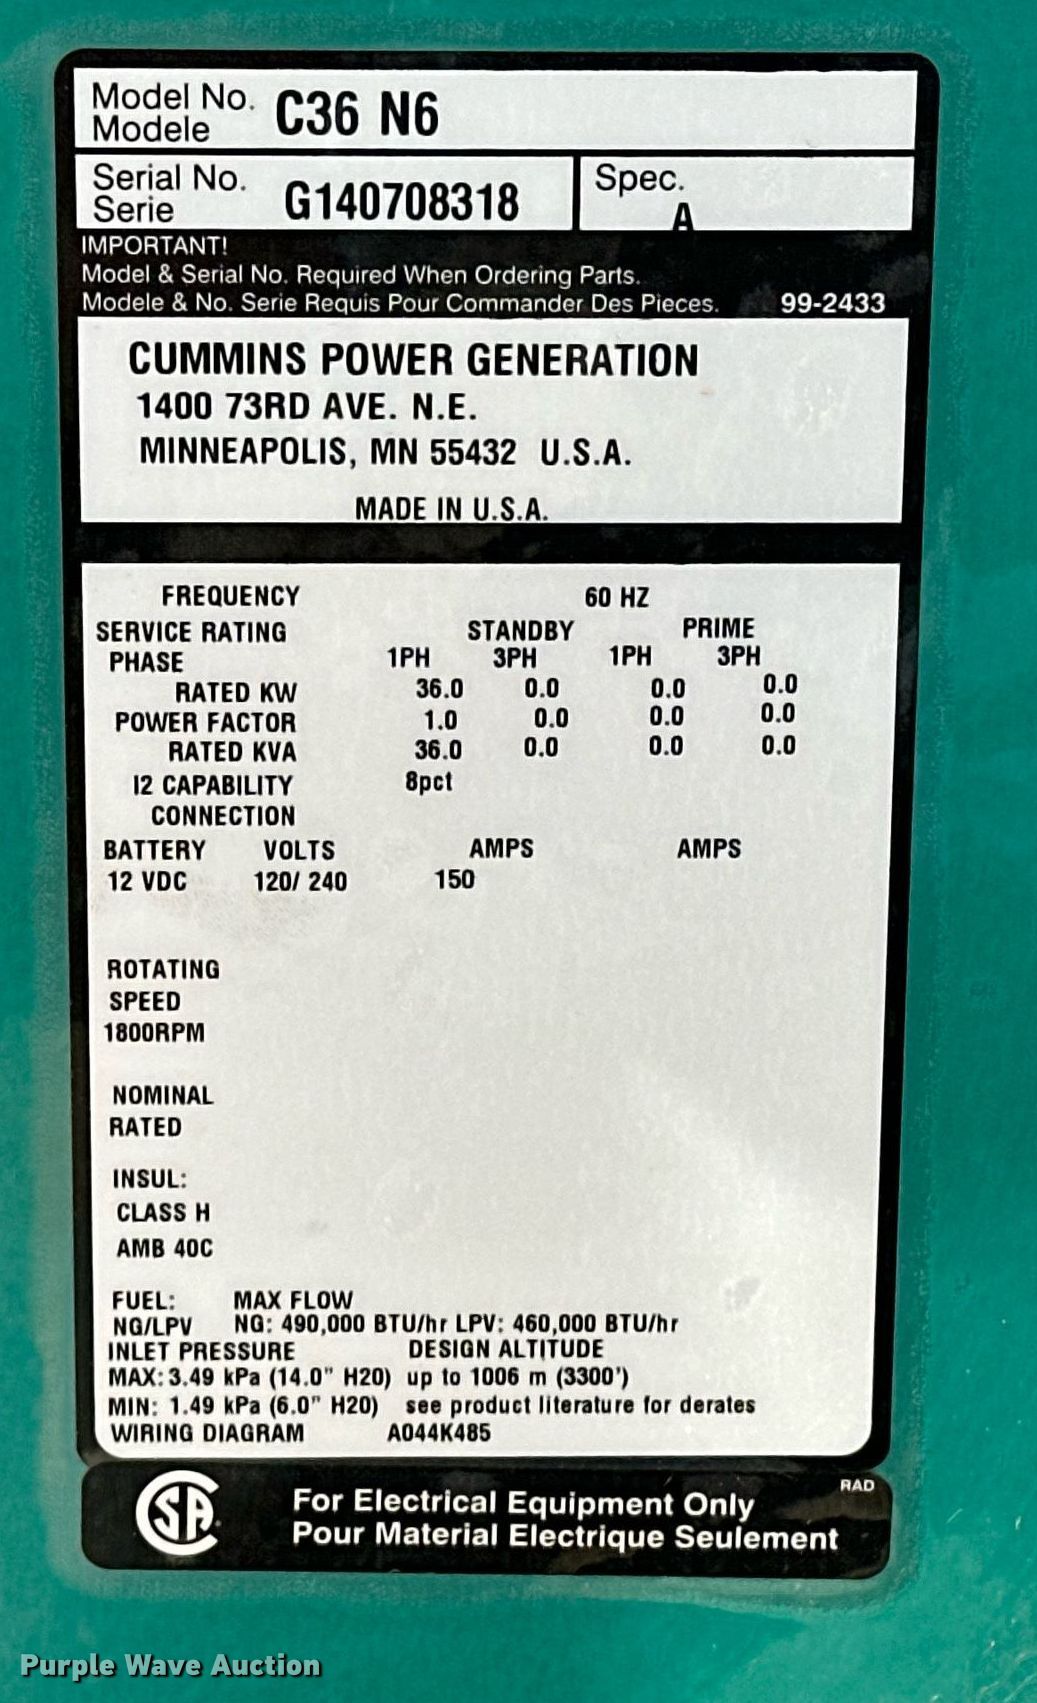 Model No. C36 N6
Modele
Serial No. G140708318
Serie
Spec.
A
IMPORTANT!
Model & Serial No. Required When Ordering Parts.
Modele & No. Serie Requis Pour Commander Des Pieces. 99-2433
CUMMINS POWER GENERATION
1400 73RD AVE. N.E.
MINNEAPOLIS, MN 55432 U.S.A.
MADE IN U.S.A.
FREQUENCY 60 HZ
SERVICE RATING STANDBY PRIME
PHASE 1PH 3PH 1PH 3PH
RATED KW 36.0 0.0 0.0 0.0
POWER FACTOR 1.0 0.0 0.0 0.0
RATED KVA 36.0 0.0 0.0 0.0
I2 CAPABILITY 8pct
CONNECTION
BATTERY VOLTS AMPS AMPS
12 VDC 120/ 240 150
ROTATING
SPEED
1800RPM
NOMINAL
RATED
INSUL:
CLASS H
AMB 40C
FUEL: MAX FLOW
NG/LPV NG: 490,000 BTU/hr LPV: 460,000 BTU/hr
INLET PRESSURE DESIGN ALTITUDE
MAX: 3.49 kPa (14.0" H20) up to 1006 m (3300')
MIN: 1.49 kPa (6.0" H20) see product literature for derates
WIRING DIAGRAM A044K485
RAD
CSA
For Electrical Equipment Only
Pour Material Electrique Seulement
Purple Wave Auction